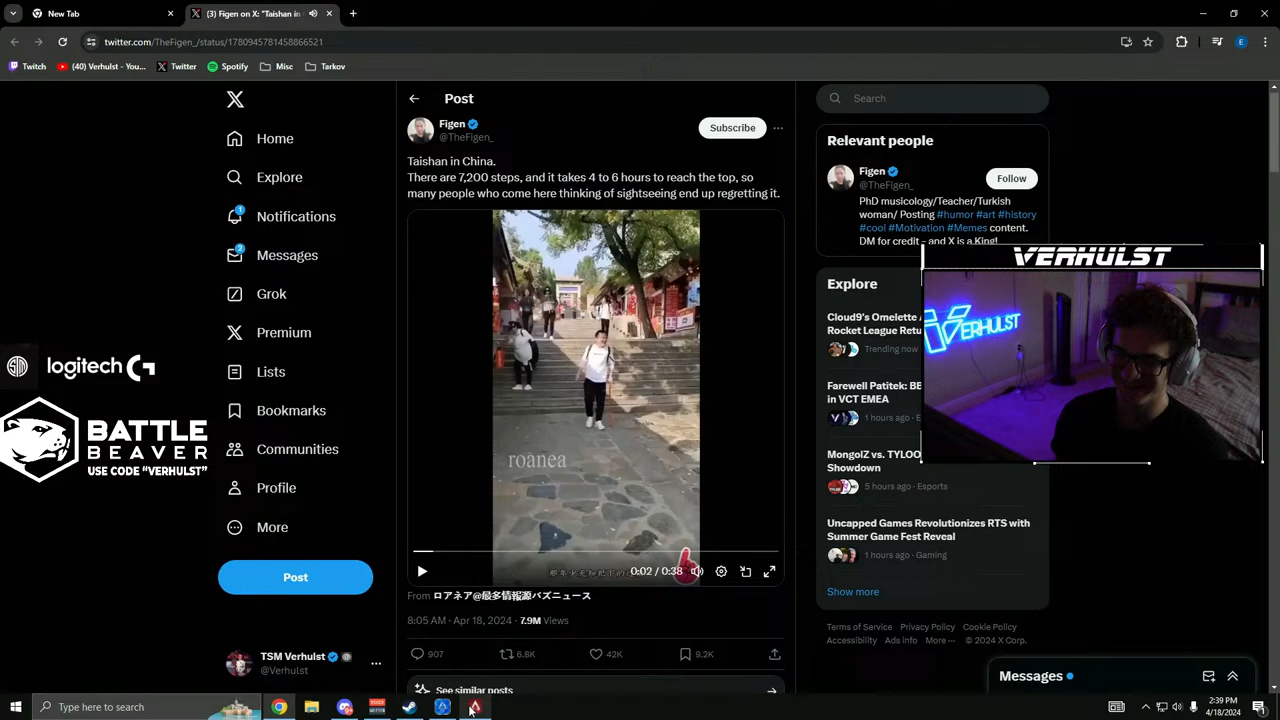 New Tab
(3) Figen on X: "Taishan in
twitter.com/TheFigen_/status/1780945781458866521
Twitch
(40) Verhulst - You...
Twitter
Spotify
Misc
Tarkov
Home
Explore
Notifications
1
Messages
2
Grok
Premium
Lists
Bookmarks
Communities
Profile
More
Post
TSM Verhulst
@Verhulst
logitech G
BATTLE
BEAVER
USE CODE "VERHULST"
Post
Figen
@TheFigen_
Subscribe
Taishan in China.
There are 7,200 steps, and it takes 4 to 6 hours to reach the top, so
many people who come here thinking of sightseeing end up regretting it.
roanea
0:02 / 0:38
From ロアネア@最多情報源バズニュース
8:05 AM · Apr 18, 2024 · 7.9M Views
907
6.8K
42K
9.2K
See similar posts
Search
Relevant people
Figen
@TheFigen_
Follow
PhD musicology/Teacher/Turkish
woman/ Posting #humor #art #history
#cool #Motivation #Memes content.
DM for credit - and X is a King!
Explore
Cloud9's Omelette
Rocket League Retu
Trending now
Farewell Patitek: BB
in VCT EMEA
1 hours ago
MongolZ vs. TYLOO
Showdown
5 hours ago · Esports
Uncapped Games Revolutionizes RTS with
Summer Game Fest Reveal
1 hours ago · Gaming
Show more
Terms of Service Privacy Policy Cookie Policy
Accessibility Ads info More ··· © 2024 X Corp.
VERHULST
VERHULST
Messages
Type here to search
2:39 PM
4/18/2024